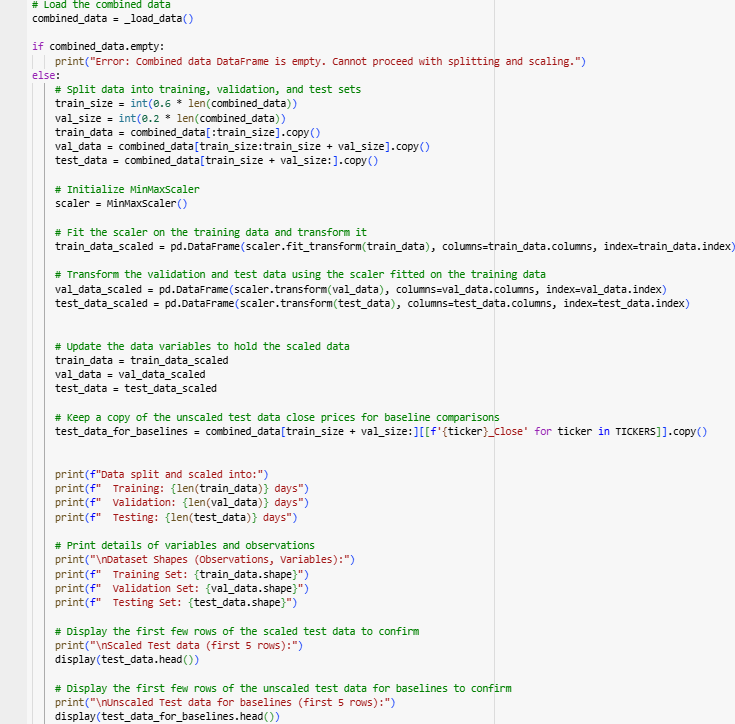 # Load the combined data
combined_data = _load_data()
if combined_data.empty:
print("Error: Combined data DataFrame is empty. Cannot proceed with splitting and scaling.")
else:
# Split data into training, validation, and test sets
train_size = int(0.6 * len(combined_data))
val_size = int(0.2 * len(combined_data))
train_data = combined_data[:train_size].copy()
val_data = combined_data[train_size:train_size + val_size].copy()
test_data = combined_data[train_size + val_size:].copy()
# Initialize MinMaxScaler
scaler = MinMaxScaler()
# Fit the scaler on the training data and transform it
train_data_scaled = pd.DataFrame(scaler.fit_transform(train_data), columns=train_data.columns, index=train_data.index)
# Transform the validation and test data using the scaler fitted on the training data
val_data_scaled = pd.DataFrame(scaler.transform(val_data), columns=val_data.columns, index=val_data.index)
test_data_scaled = pd.DataFrame(scaler.transform(test_data), columns=test_data.columns, index=test_data.index)
# Update the data variables to hold the scaled data
train_data = train_data_scaled
val_data = val_data_scaled
test_data = test_data_scaled
# Keep a copy of the unscaled test data close prices for baseline comparisons
test_data_for_baselines = combined_data[train_size + val_size:][[f'{ticker}_Close' for ticker in TICKERS]].copy()
print(f"Data split and scaled into:")
print(f"  Training: {len(train_data)} days")
print(f"  Validation: {len(val_data)} days")
print(f"  Testing: {len(test_data)} days")
# Print details of variables and observations
print("\nDataset Shapes (Observations, Variables):")
print(f"  Training Set: {train_data.shape}")
print(f"  Validation Set: {val_data.shape}")
print(f"  Testing Set: {test_data.shape}")
# Display the first few rows of the scaled test data to confirm
print("\nScaled Test data (first 5 rows):")
display(test_data.head())
# Display the first few rows of the unscaled test data for baselines to confirm
print("\nUnscaled Test data for baselines (first 5 rows):")
display(test_data_for_baselines.head())